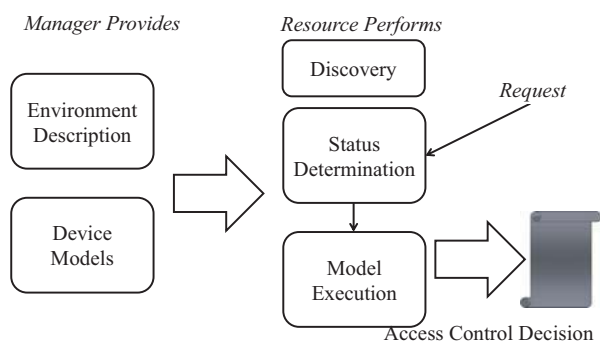 Manager Provides
Resource Performs
Discovery
Environment
Description
Request
Status
Determination
Device
Models
Model
Execution
Access Control Decision